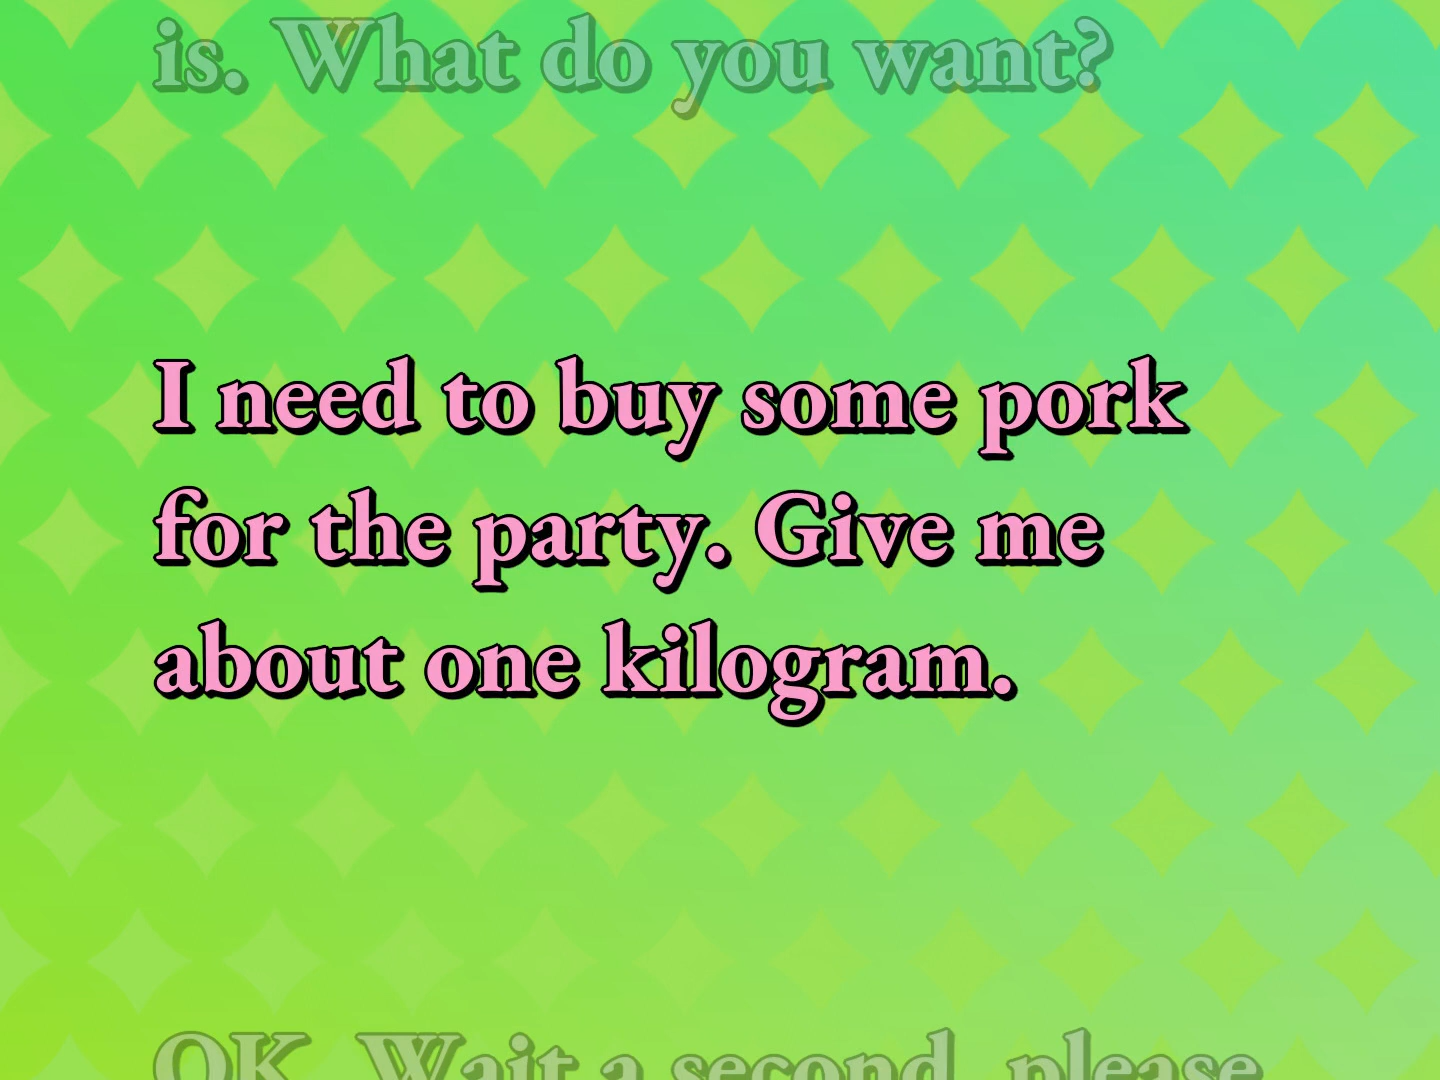 is. What do you want?
I need to buy some pork
for the party. Give me
about one kilogram.
OK. Wait a second, please